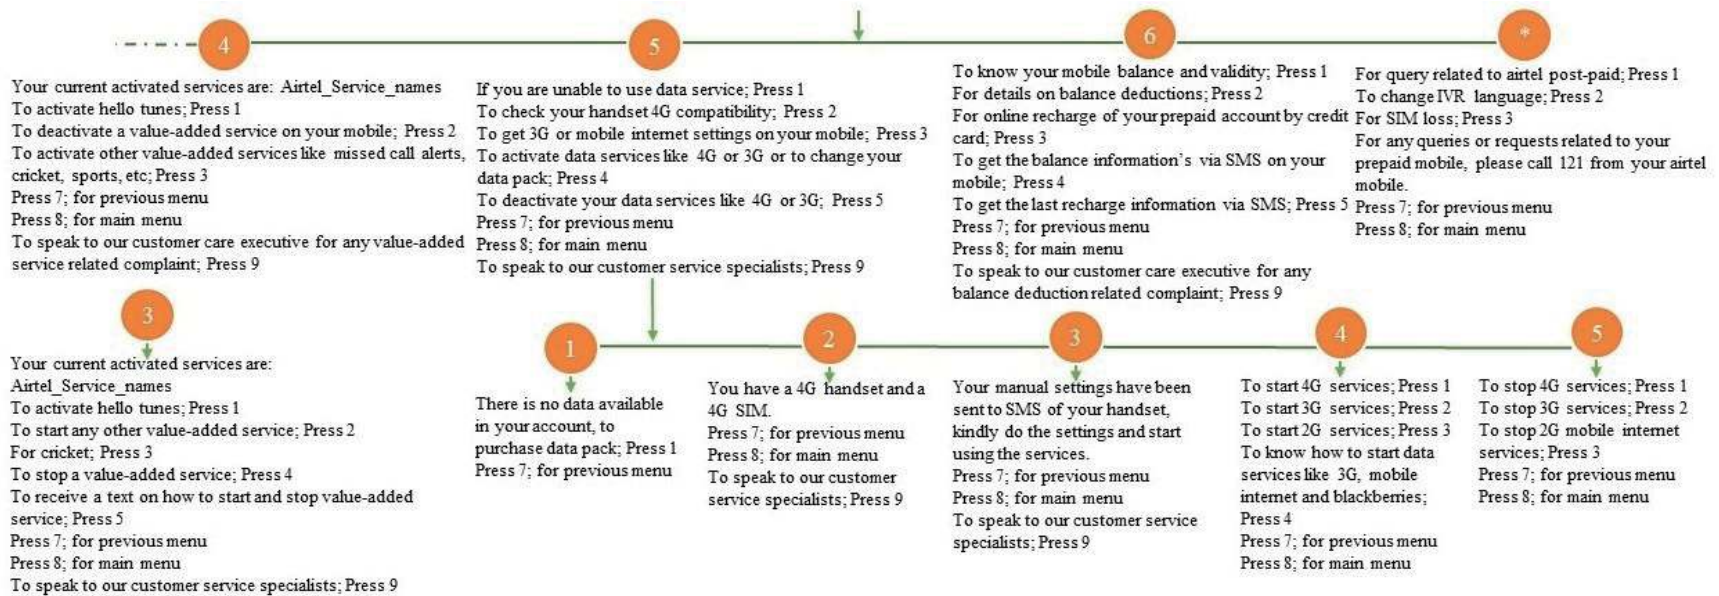 4
Your current activated services are: Airtel_Service_names
To activate hello tunes; Press 1
To deactivate a value-added service on your mobile; Press 2
To activate other value-added services like missed call alerts,
cricket, sports, etc; Press 3
Press 7; for previous menu
Press 8; for main menu
To speak to our customer care executive for any value-added
service related complaint; Press 9
5
If you are unable to use data service; Press 1
To check your handset 4G compatibility; Press 2
To get 3G or mobile internet settings on your mobile; Press 3
To activate data services like 4G or 3G or to change your
data pack; Press 4
To deactivate your data services like 4G or 3G; Press 5
Press 7; for previous menu
Press 8; for main menu
To speak to our customer service specialists; Press 9
6
To know your mobile balance and validity; Press 1
For details on balance deductions; Press 2
For online recharge of your prepaid account by credit
card; Press 3
To get the balance information's via SMS on your
mobile; Press 4
To get the last recharge information via SMS; Press 5
Press 7; for previous menu
Press 8; for main menu
To speak to our customer care executive for any
balance deduction related complaint; Press 9
*
For query related to airtel post-paid; Press 1
To change IVR language; Press 2
For SIM loss; Press 3
For any queries or requests related to your
prepaid mobile, please call 121 from your airtel
mobile.
Press 7; for previous menu
Press 8; for main menu
3
Your current activated services are:
Airtel_Service_names
To activate hello tunes; Press 1
To start any other value-added service; Press 2
For cricket; Press 3
To stop a value-added service; Press 4
To receive a text on how to start and stop value-added
service; Press 5
Press 7; for previous menu
Press 8; for main menu
To speak to our customer service specialists; Press 9
1
There is no data available
in your account, to
purchase data pack; Press 1
Press 7; for previous menu
2
You have a 4G handset and a
4G SIM.
Press 7; for previous menu
Press 8; for main menu
To speak to our customer
service specialists; Press 9
3
Your manual settings have been
sent to SMS of your handset,
kindly do the settings and start
using the services.
Press 7; for previous menu
Press 8; for main menu
To speak to our customer service
specialists; Press 9
4
To start 4G services; Press 1
To start 3G services; Press 2
To start 2G services; Press 3
To know how to start data
services like 3G, mobile
internet and blackberries;
Press 4
Press 7; for previous menu
Press 8; for main menu
5
To stop 4G services; Press 1
To stop 3G services; Press 2
To stop 2G mobile internet
services; Press 3
Press 7; for previous menu
Press 8; for main menu